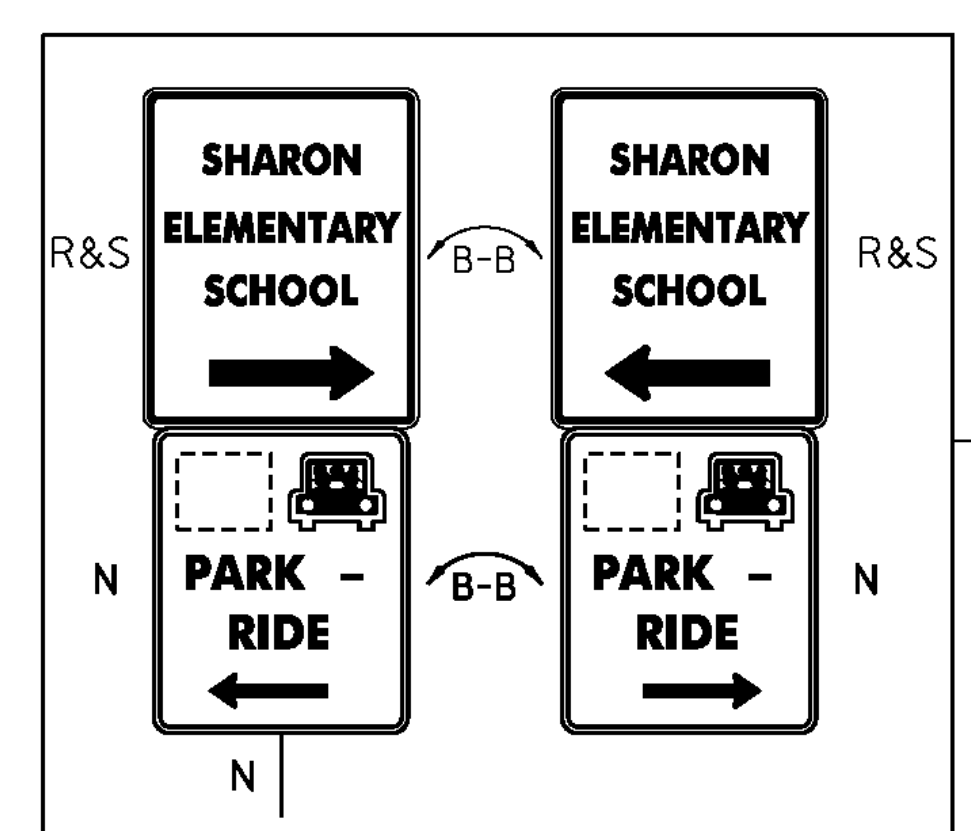 SHARON
ELEMENTARY
SCHOOL
SHARON
ELEMENTARY
SCHOOL
R&S
B-B
R&S
PARK -
RIDE
PARK -
RIDE
N
B-B
N
N